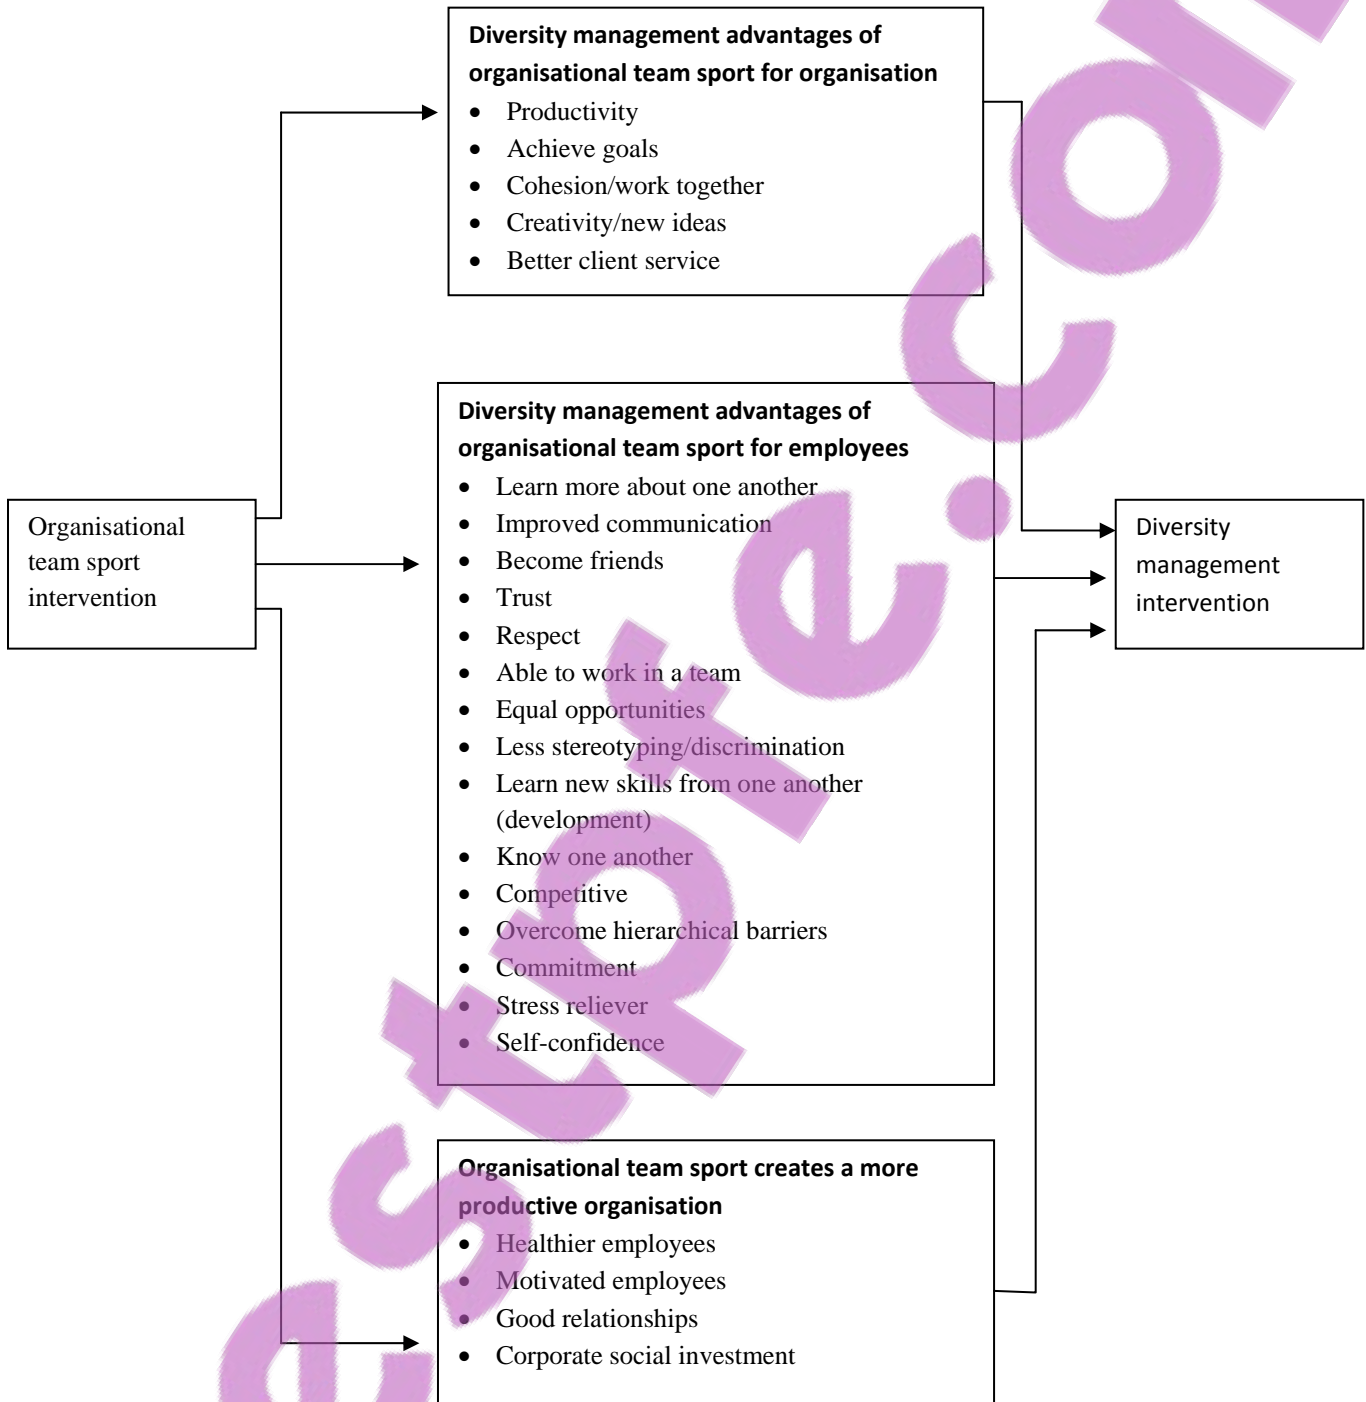 Diversity management advantages of
organisational team sport for organisation
• Productivity
• Achieve goals
• Cohesion/work together
• Creativity/new ideas
• Better client service
Diversity management advantages of
organisational team sport for employees
• Learn more about one another
• Improved communication
• Become friends
• Trust
• Respect
• Able to work in a team
• Equal opportunities
• Less stereotyping/discrimination
• Learn new skills from one another
(development)
• Know one another
• Competitive
• Overcome hierarchical barriers
• Commitment
• Stress reliever
• Self-confidence
Organisational
team sport
intervention
Diversity
management
intervention
Organisational team sport creates a more
productive organisation
• Healthier employees
• Motivated employees
• Good relationships
• Corporate social investment
estpfe.com